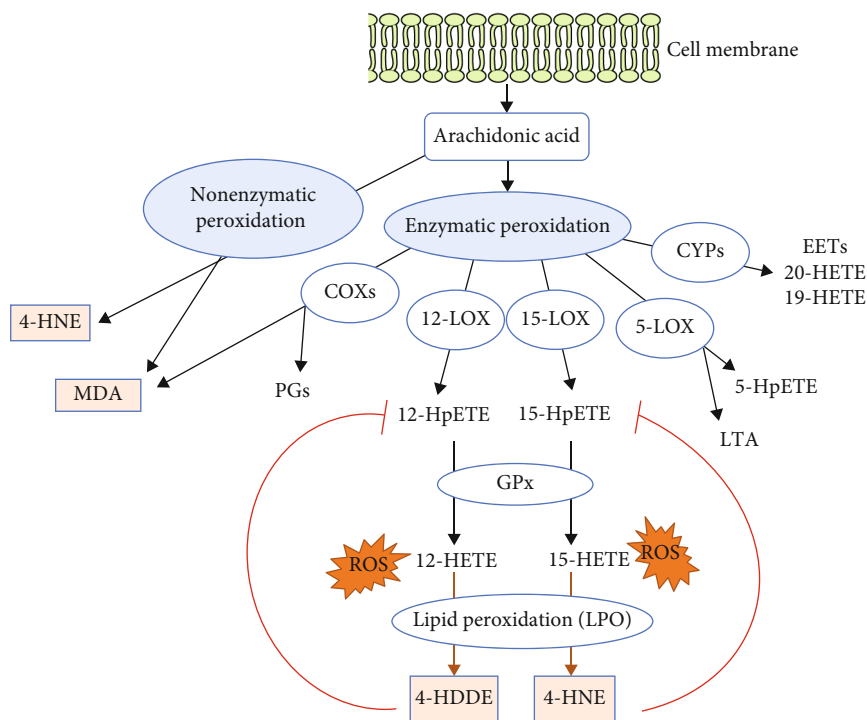 Cell membrane
Arachidonic acid
Nonenzymatic
peroxidation
Enzymatic peroxidation
CYPs
EETs
20-HETE
19-HETE
COXs
12-LOX
15-LOX
5-LOX
4-HNE
MDA
PGs
5-HpETE
12-HpETE
15-HpETE
LTA
GPx
ROS
12-HETE
15-HETE
ROS
Lipid peroxidation (LPO)
4-HDDE
4-HNE